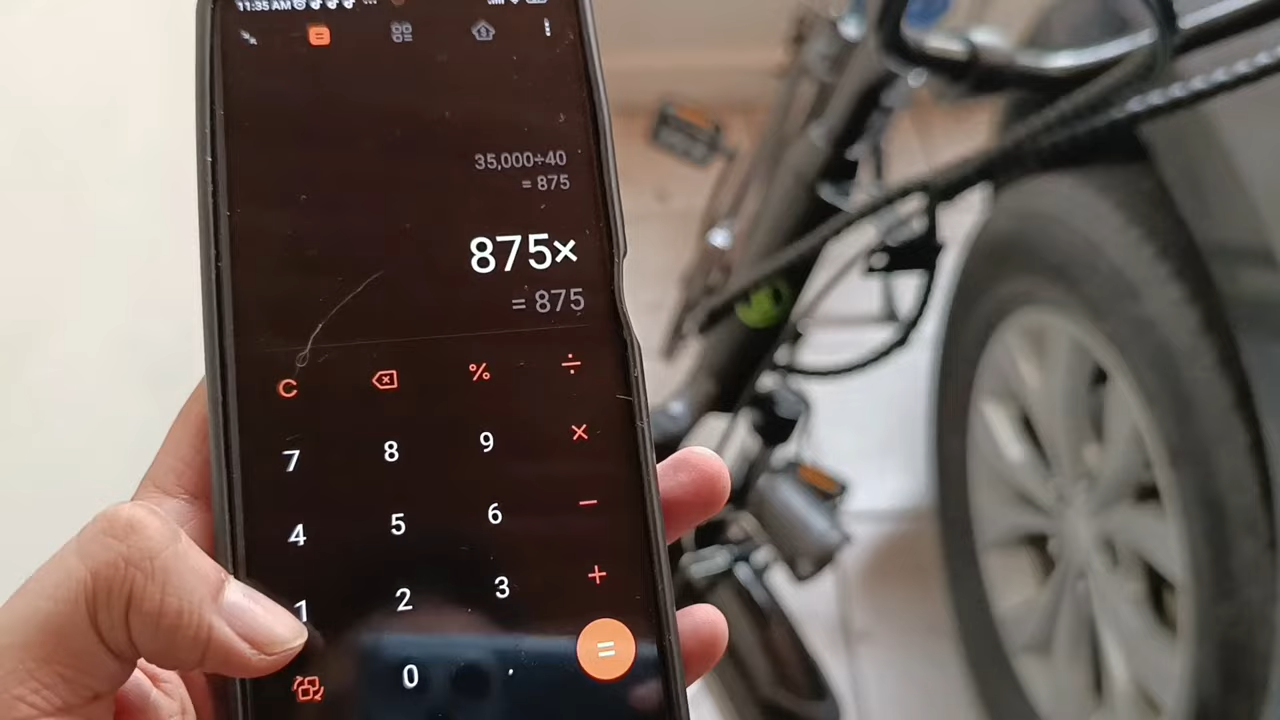 11:35 AM
35,000÷40
= 875
875×
= 875
C % ÷
7 8 9 ×
4 5 6 −
1 2 3 +
0 . =